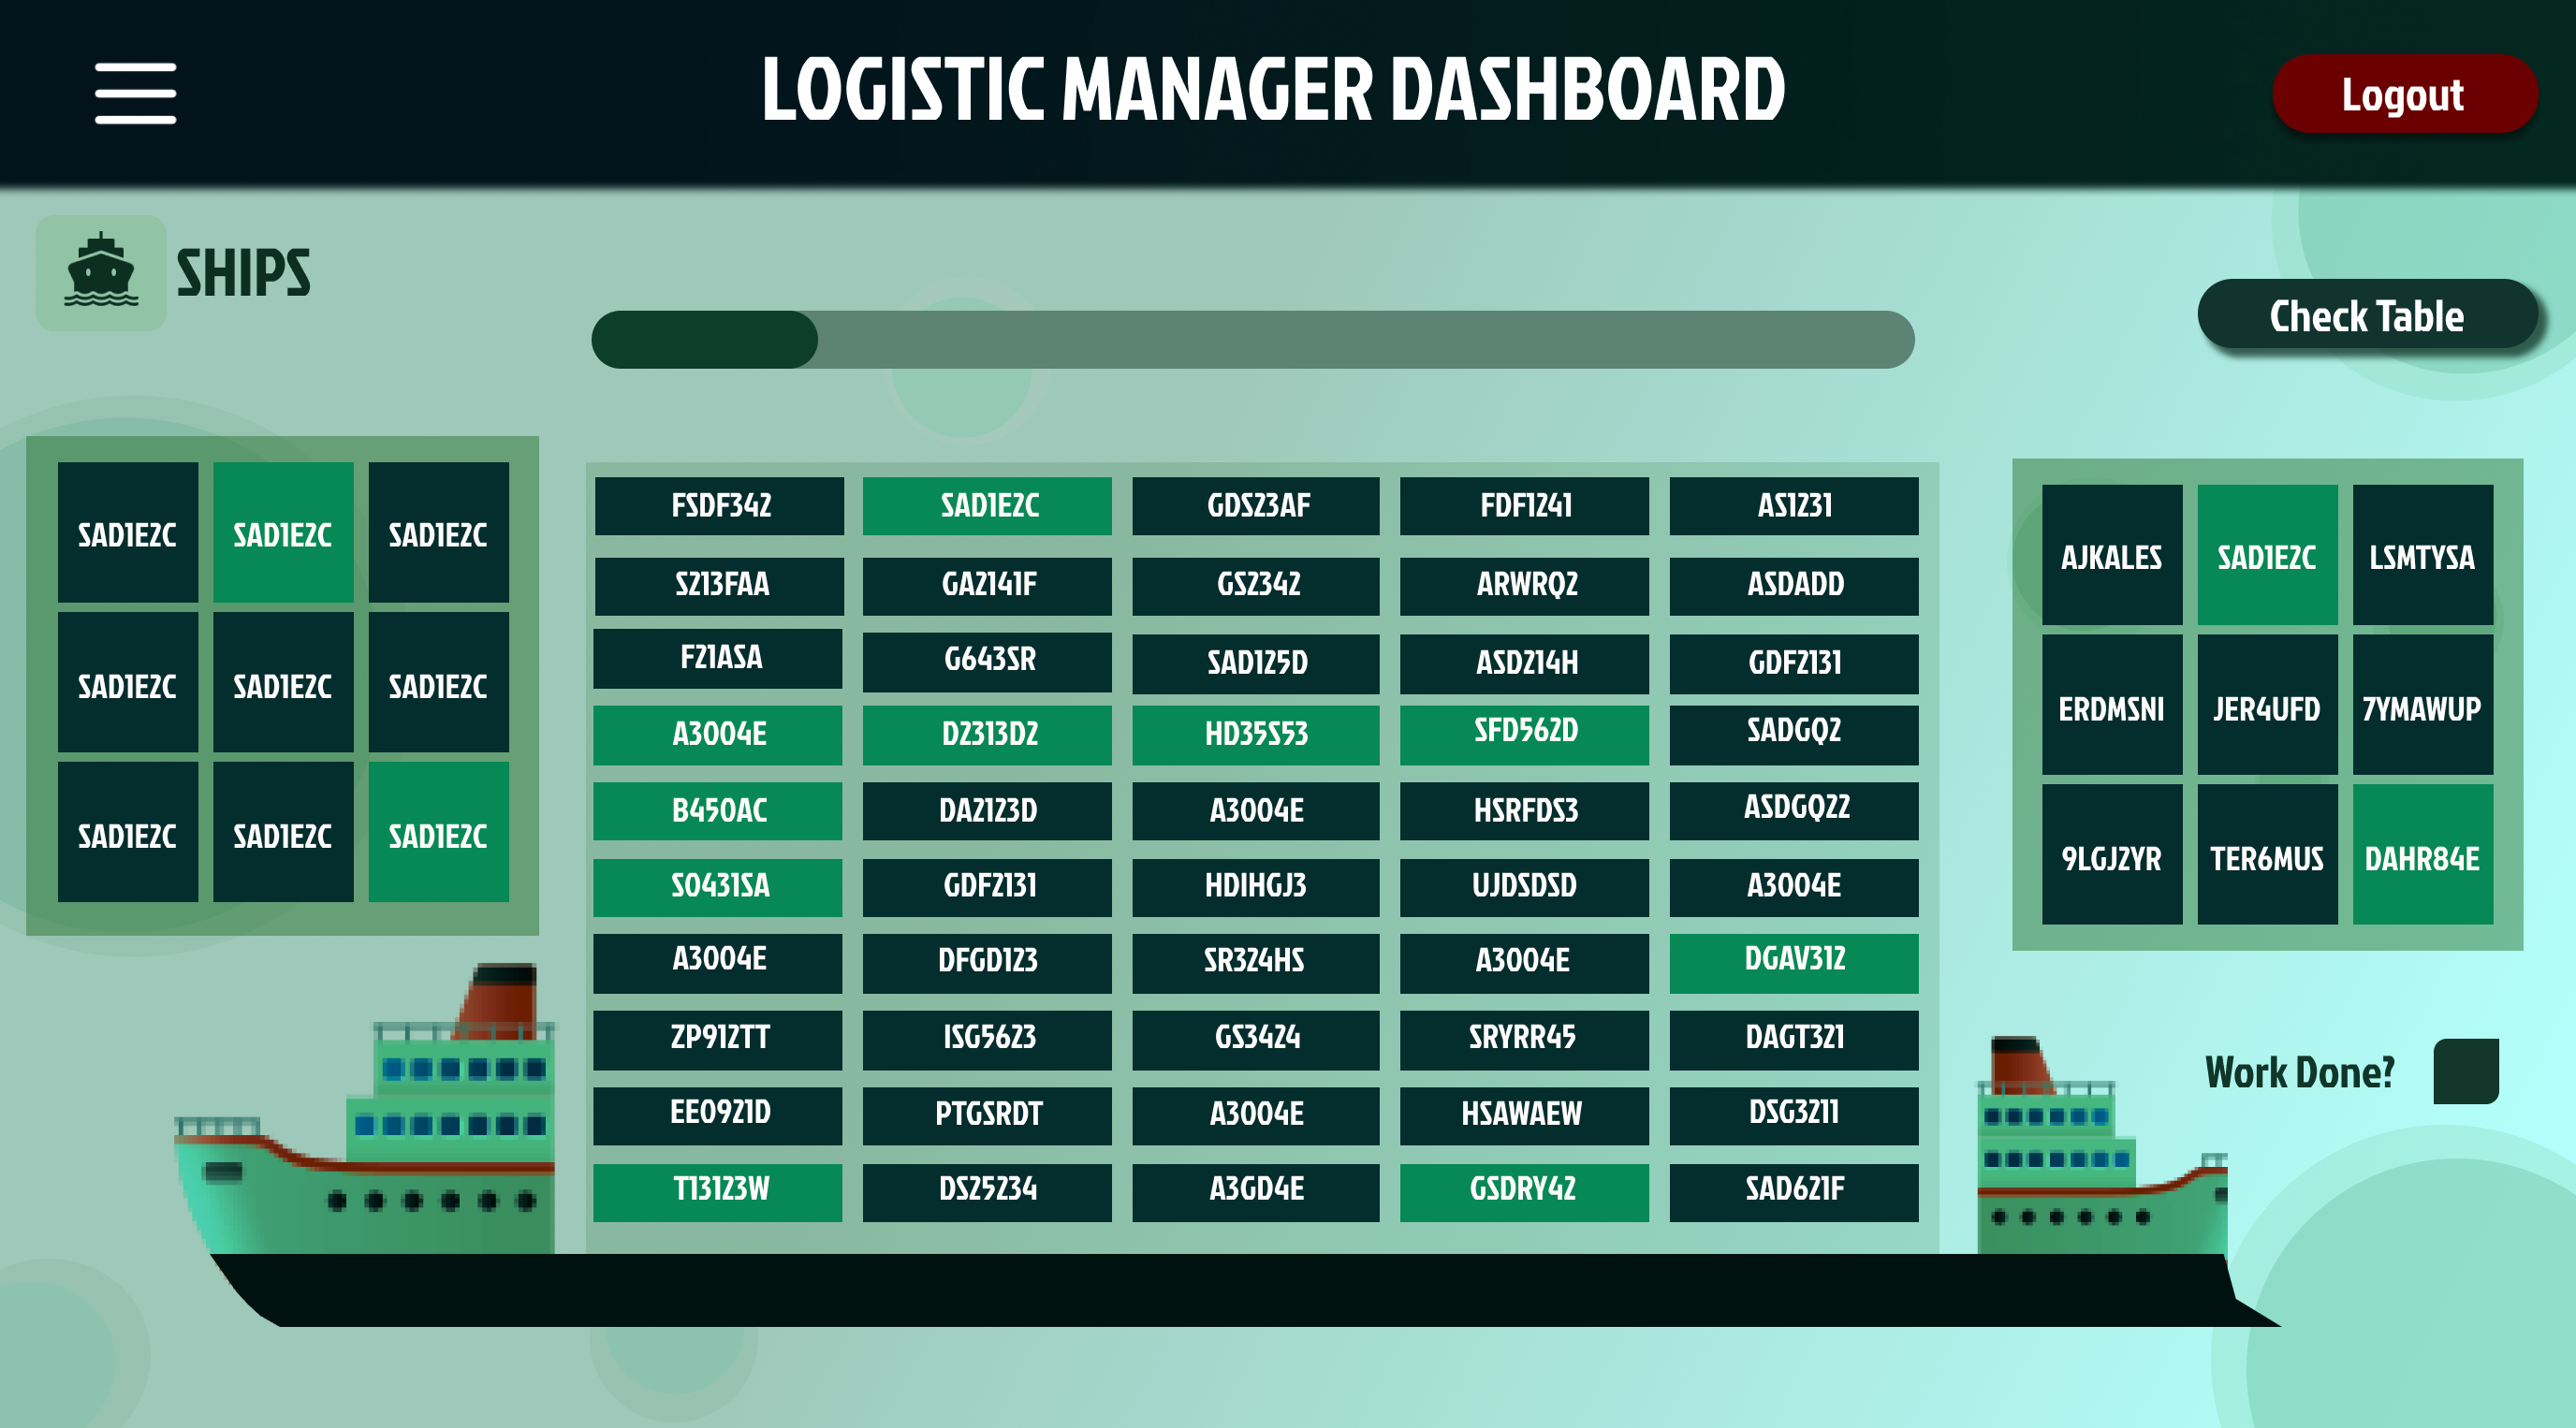 LOGISTIC MANAGER DASHBOARD
Logout
SHIPS
Check Table
SAD1E2C SAD1E2C SAD1E2C
SAD1E2C SAD1E2C SAD1E2C
SAD1E2C SAD1E2C SAD1E2C
FSDF342 SAD1E2C GDS23AF FDF1241 AS1231
S213FAA GA2141F GS2342 ARWRQ2 ASDADD
F21ASA G643SR SAD125D ASD214H GDF2131
A3004E D2313D2 HD35S53 SFD562D SADGQ2
B450AC DA2123D A3004E HSRFDS3 ASDGQ22
S0431SA GDF2131 HDIHGJ3 UJDSDSD A3004E
A3004E DFGD123 SR324HS A3004E DGAV312
ZP912TT ISG5623 GS3424 SRYRR45 DAGT321
EE0921D PTGSRDT A3004E HSAWAEW DSG3211
T13123W DS25234 A3GD4E GSDRY42 SAD621F
AJKALES SAD1E2C LSMTYSA
ERDMSNI JER4UFD 7YMAWUP
9LGJ2YR TER6MUS DAHR84E
Work Done?